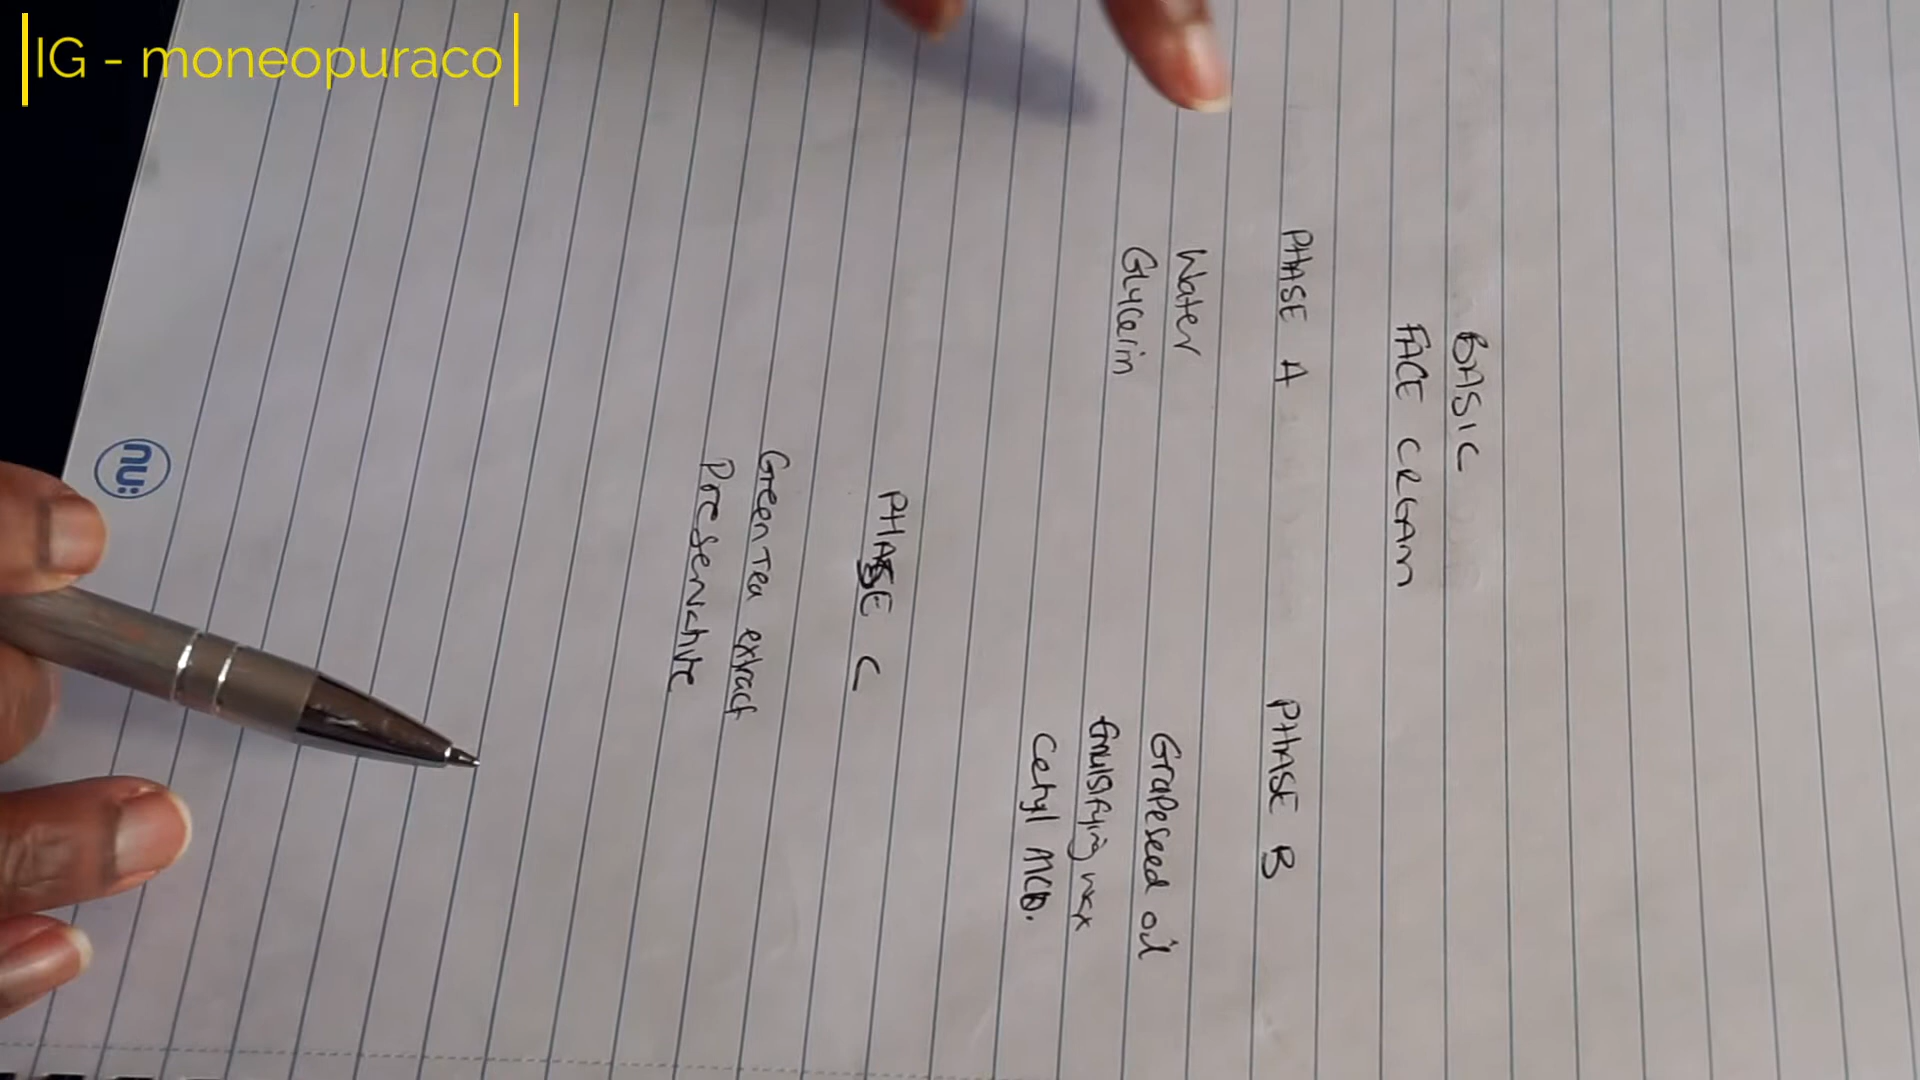 IG - moneopuraco
BASIC
FACE CREAM
PHASE A
Water
Glycerin
PHASE B
Grapeseed oil
Emulsifying wax
Cetyl
PHASE C
Green Tea extract
Preservative
nu: